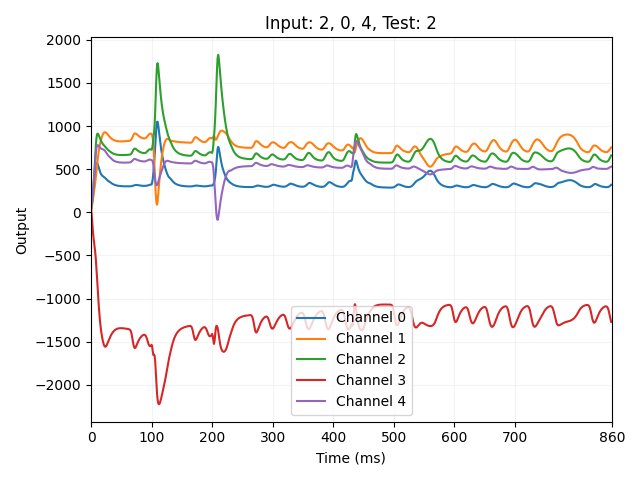 Input: 2, 0, 4, Test: 2
Output
2000
1500
1000
500
0
−500
−1000
−1500
−2000
Channel 0
Channel 1
Channel 2
Channel 3
Channel 4
0 100 200 300 400 500 600 700 860
Time (ms)